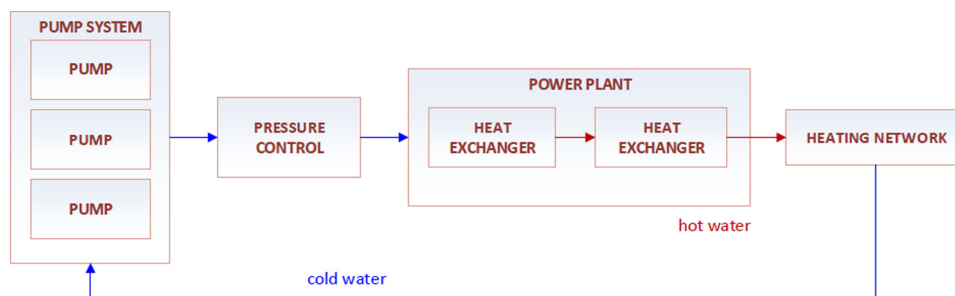 PUMP SYSTEM
PUMP
PUMP
PUMP
PRESSURE
CONTROL
POWER PLANT
HEAT
EXCHANGER
HEAT
EXCHANGER
HEATING NETWORK
hot water
cold water